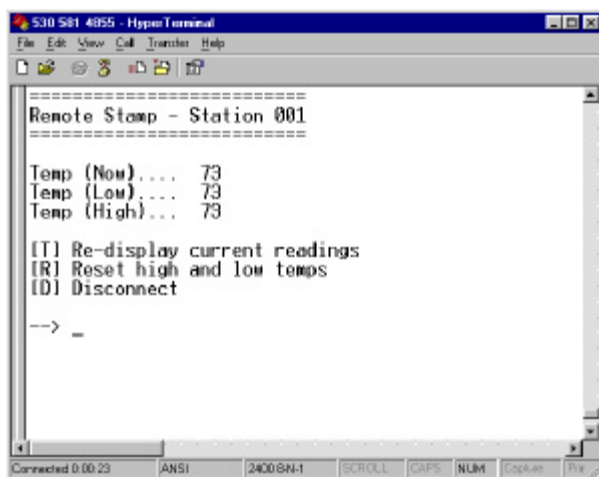 530 581 4855 - HyperTerminal
File Edit View Call Transfer Help
===========================
Remote Stamp - Station 001
===========================
Temp (Now).... 73
Temp (Low).... 73
Temp (High)... 73
[T] Re-display current readings
[R] Reset high and low temps
[D] Disconnect
--> _
Connected 0:00:23 ANSI 2400 8-N-1 SCROLL CAPS NUM Capture